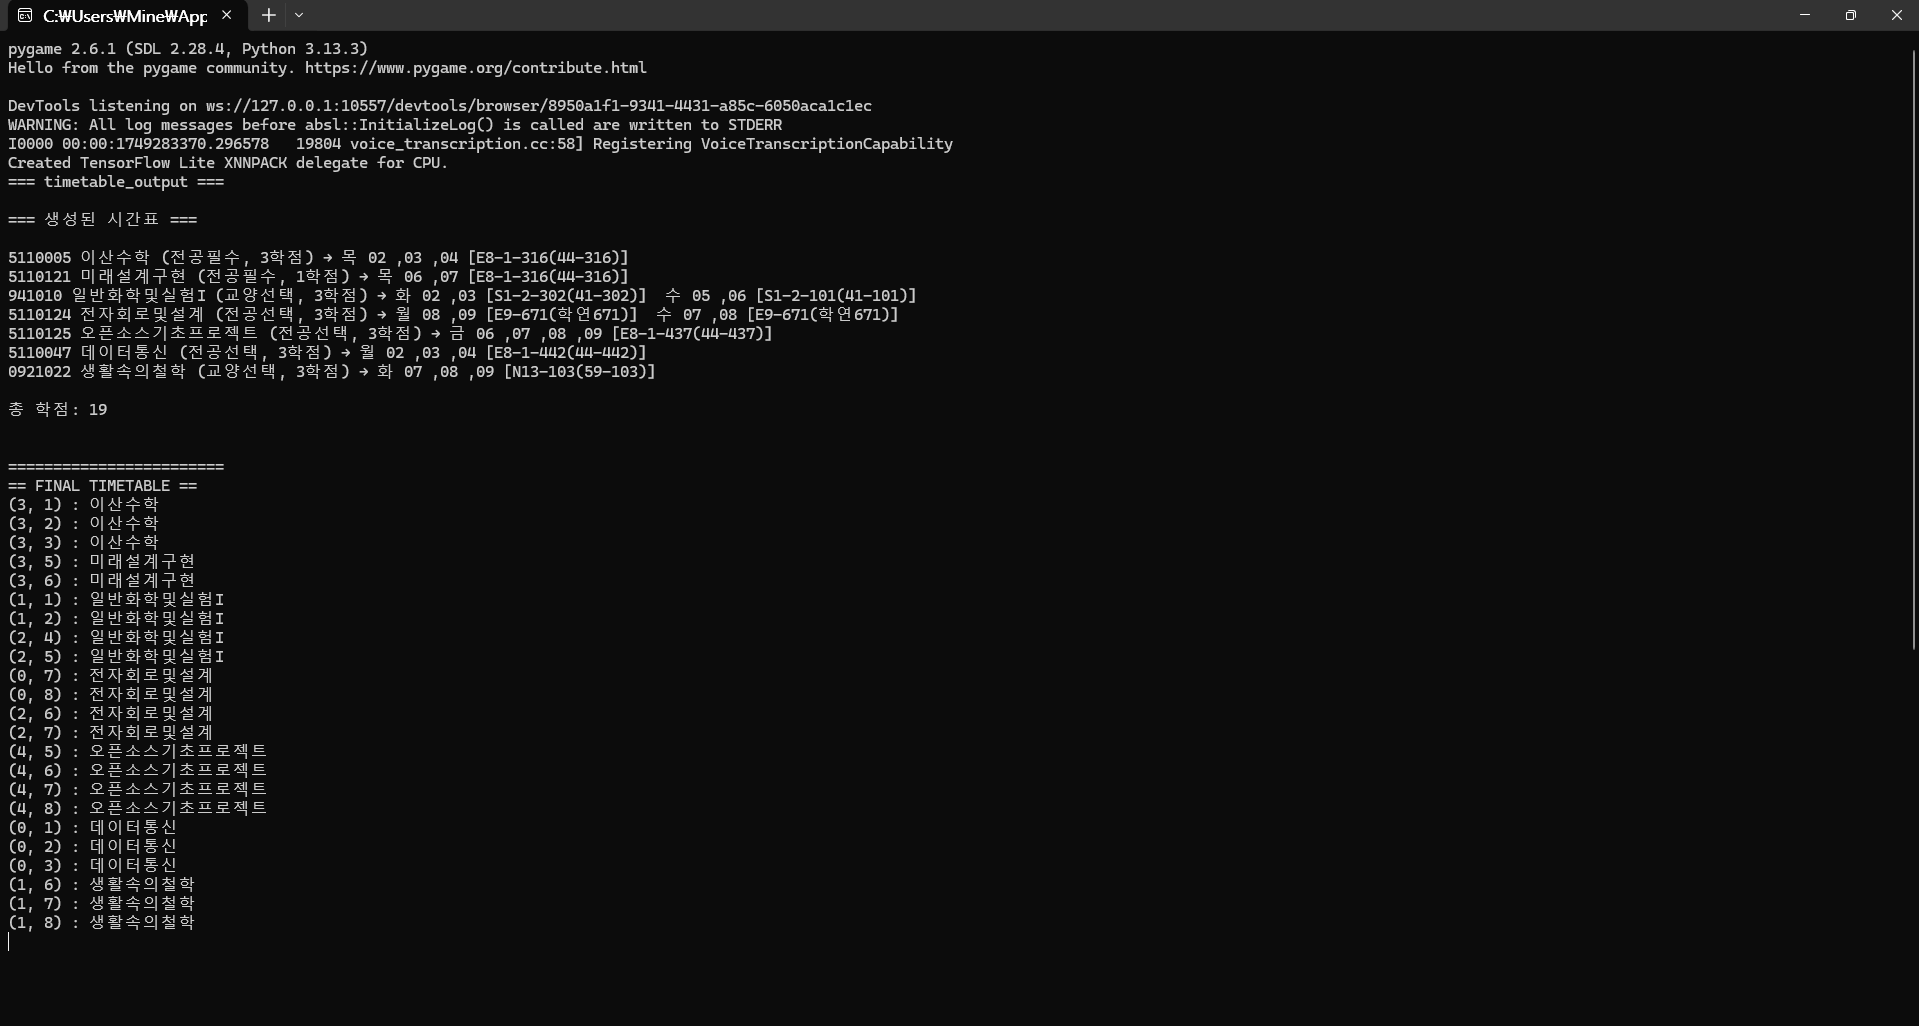 C:₩Users₩Mine₩App
pygame 2.6.1 (SDL 2.28.4, Python 3.13.3)
Hello from the pygame community. https://www.pygame.org/contribute.html
DevTools listening on ws://127.0.0.1:10557/devtools/browser/8950a1f1-9341-4431-a85c-6050aca1c1ec
WARNING: All log messages before absl::InitializeLog() is called are written to STDERR
I0000 00:00:1749283370.296578   19804 voice_transcription.cc:58] Registering VoiceTranscriptionCapability
Created TensorFlow Lite XNNPACK delegate for CPU.
=== timetable_output ===
=== 생성된 시간표 ===
5110005 이산수학 (전공필수, 3학점) → 목 02 ,03 ,04 [E8-1-316(44-316)]
5110121 미래설계구현 (전공필수, 1학점) → 목 06 ,07 [E8-1-316(44-316)]
941010 일반화학및실험I (교양선택, 3학점) → 화 02 ,03 [S1-2-302(41-302)]  수 05 ,06 [S1-2-101(41-101)]
5110124 전자회로및설계 (전공선택, 3학점) → 월 08 ,09 [E9-671(학연671)]  수 07 ,08 [E9-671(학연671)]
5110125 오픈소스기초프로젝트 (전공선택, 3학점) → 금 06 ,07 ,08 ,09 [E8-1-437(44-437)]
5110047 데이터통신 (전공선택, 3학점) → 월 02 ,03 ,04 [E8-1-442(44-442)]
0921022 생활속의철학 (교양선택, 3학점) → 화 07 ,08 ,09 [N13-103(59-103)]
총 학점: 19
========================
== FINAL TIMETABLE ==
(3, 1) : 이산수학
(3, 2) : 이산수학
(3, 3) : 이산수학
(3, 5) : 미래설계구현
(3, 6) : 미래설계구현
(1, 1) : 일반화학및실험I
(1, 2) : 일반화학및실험I
(2, 4) : 일반화학및실험I
(2, 5) : 일반화학및실험I
(0, 7) : 전자회로및설계
(0, 8) : 전자회로및설계
(2, 6) : 전자회로및설계
(2, 7) : 전자회로및설계
(4, 5) : 오픈소스기초프로젝트
(4, 6) : 오픈소스기초프로젝트
(4, 7) : 오픈소스기초프로젝트
(4, 8) : 오픈소스기초프로젝트
(0, 1) : 데이터통신
(0, 2) : 데이터통신
(0, 3) : 데이터통신
(1, 6) : 생활속의철학
(1, 7) : 생활속의철학
(1, 8) : 생활속의철학